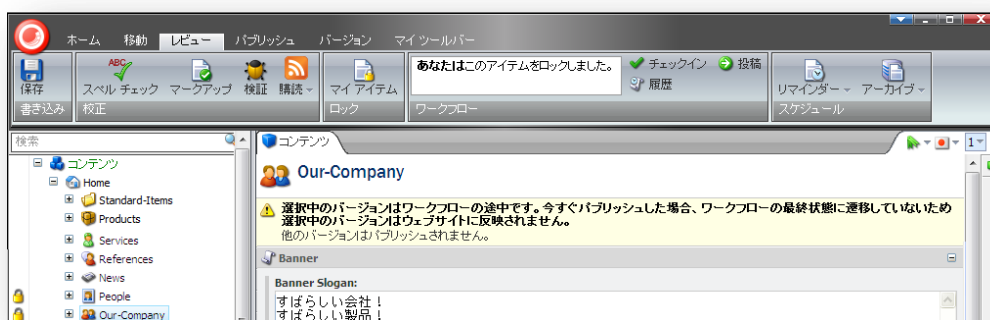 ホーム 移動 レビュー パブリッシュ バージョン マイ ツールバー
ABC
保存 スペル チェック マークアップ 検証 購読 マイ アイテム あなたはこのアイテムをロックしました。 チェックイン 投稿 履歴 リマインダー アーカイブ
書き込み 校正 ロック ワークフロー スケジュール
検索 コンテンツ 1
コンテンツ
Home
Standard-Items
Products
Services
References
News
People
Our-Company
Our-Company
選択中のバージョンはワークフローの途中です。今すぐパブリッシュした場合、ワークフローの最終状態に遷移していないため
選択中のバージョンはウェブサイトに反映されません。
他のバージョンはパブリッシュされません。
Banner
Banner Slogan:
すばらしい会社！
すばらしい製品！